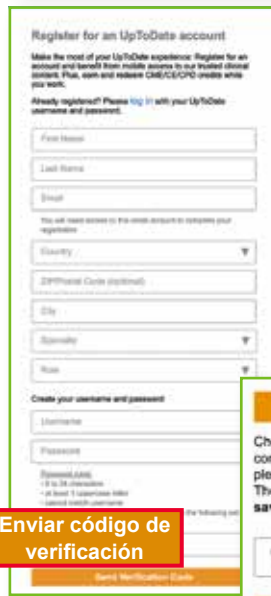 Register for an UpToDate account
Make the most of your UpToDate experience: Register for an
account and benefit from mobile access to our trusted clinical
content. Plus, earn and redeem CME/CE/CPD credits while
you work.
Already registered? Please log in with your UpToDate
username and password.
First Name
Last Name
Email
You will need access to this email account to complete your
registration
Country
ZIP/Postal Code (optional)
City
Specialty
Role
Create your username and password
Username
Password
Password rules:
• 8 to 24 characters
• at least 1 uppercase letter
• cannot match username
the following set
Enviar código de
verificación
Send Verification Code